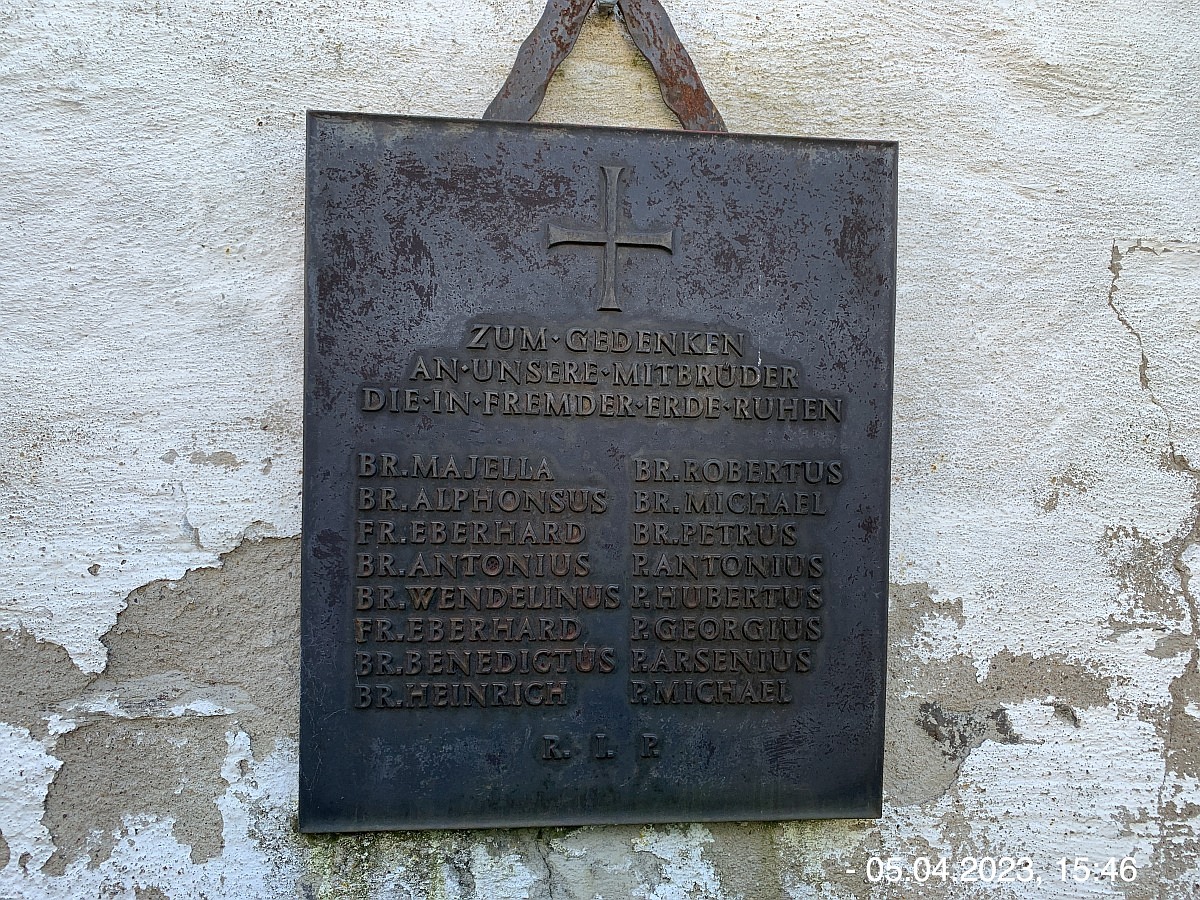 ZUM·GEDENKEN
AN·UNSERE·MITBRÜDER
DIE·IN·FREMDER·ERDE·RUHEN
BR.MAJELLA
BR.ALPHONSUS
FR.EBERHARD
BR.ANTONIUS
BR.WENDELINUS
FR.EBERHARD
BR.BENEDICTUS
BR.HEINRICH
BR.ROBERTUS
BR.MICHAEL
BR.PETRUS
P.ANTONIUS
P.HUBERTUS
P.GEORGIUS
P.ARSENIUS
P.MICHAEL
R. I. P.
- 05.04.2023, 15:46